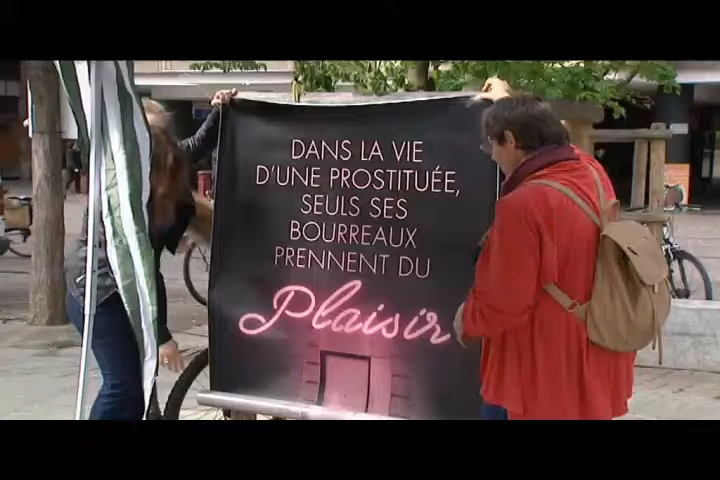 DANS LA VIE
D'UNE PROSTITUÉE,
SEULS SES
BOURREAUX
PRENNENT DU
Plaisir